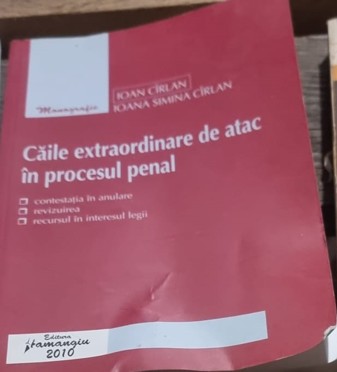 Monografie
IOAN CÎRLAN
IOANA SIMINA CÎRLAN
Căile extraordinare de atac
în procesul penal
contestaţia în anulare
revizuirea
recursul în interesul legii
Editura
Hamangiu
2010